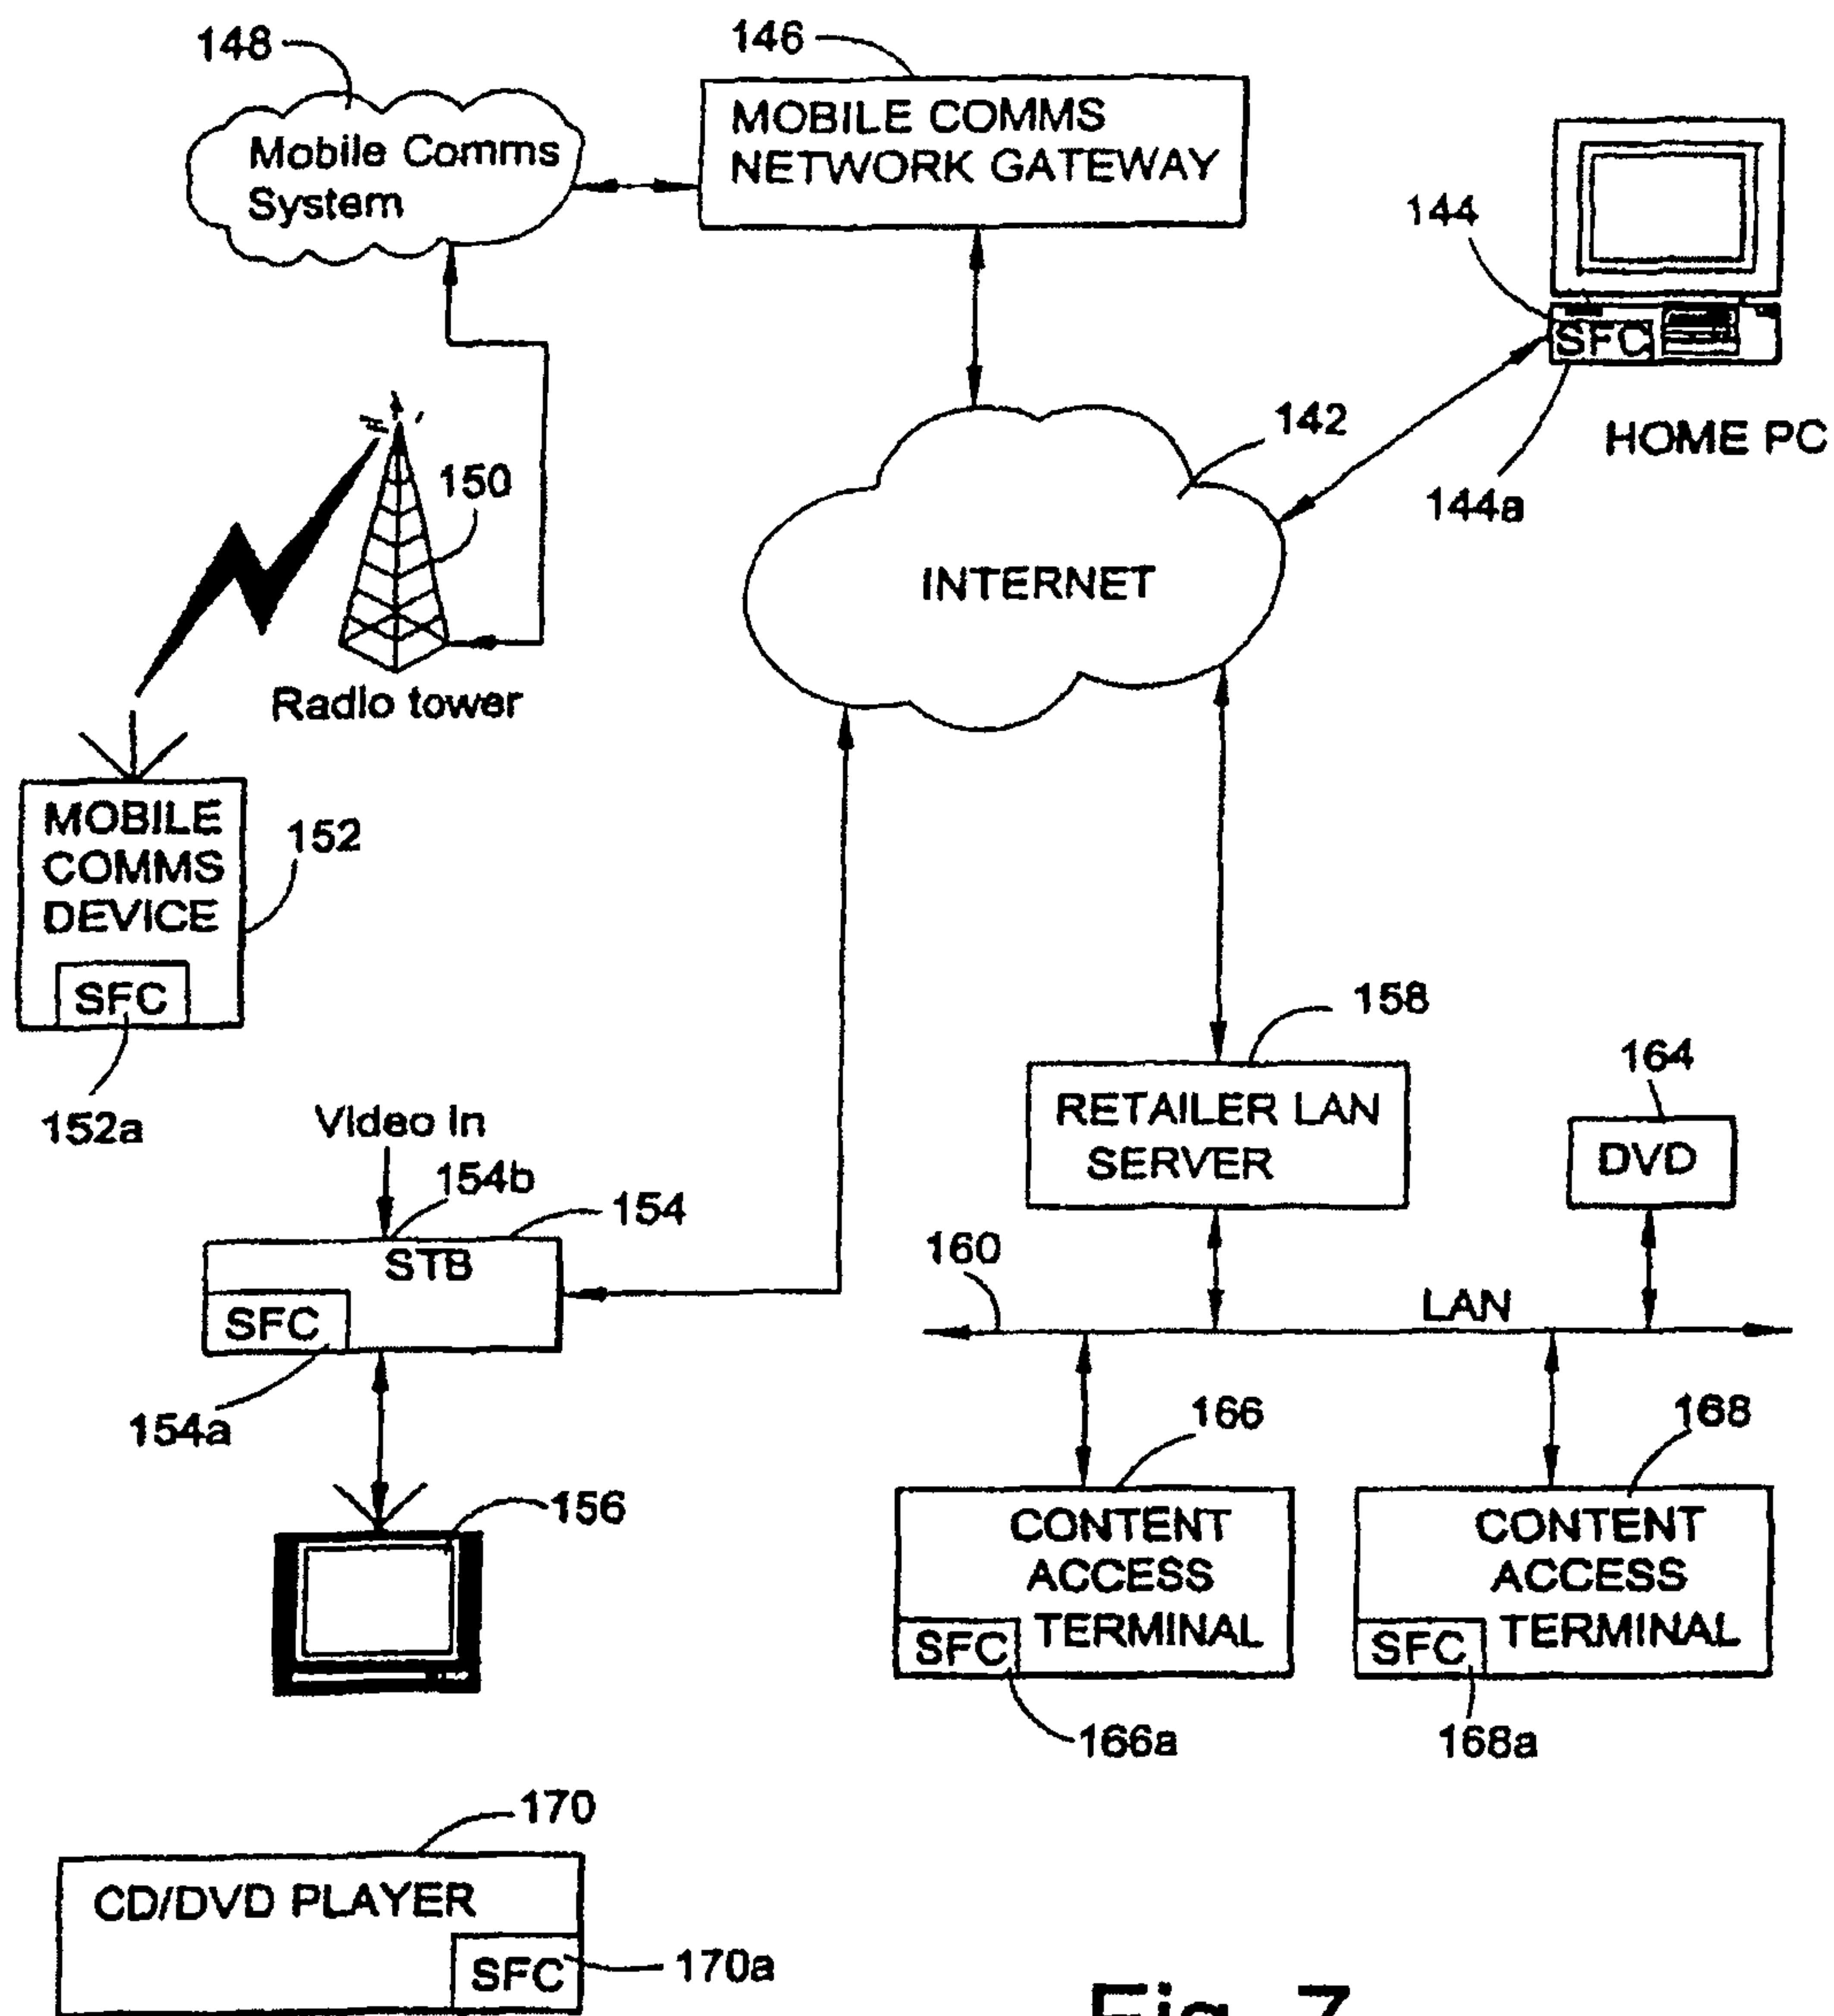 148
146
Mobile Comms
System
MOBILE COMMS
NETWORK GATEWAY
144
SFC
HOME PC
144a
142
INTERNET
150
Radio tower
MOBILE
COMMS
DEVICE
SFC
152
152a
Video In
154b
154
STB
SFC
154a
156
158
RETAILER LAN
SERVER
164
DVD
160
LAN
166
168
CONTENT
ACCESS
TERMINAL
SFC
166a
CONTENT
ACCESS
TERMINAL
SFC
168a
170
CD/DVD PLAYER
SFC
170a
Fig. 7